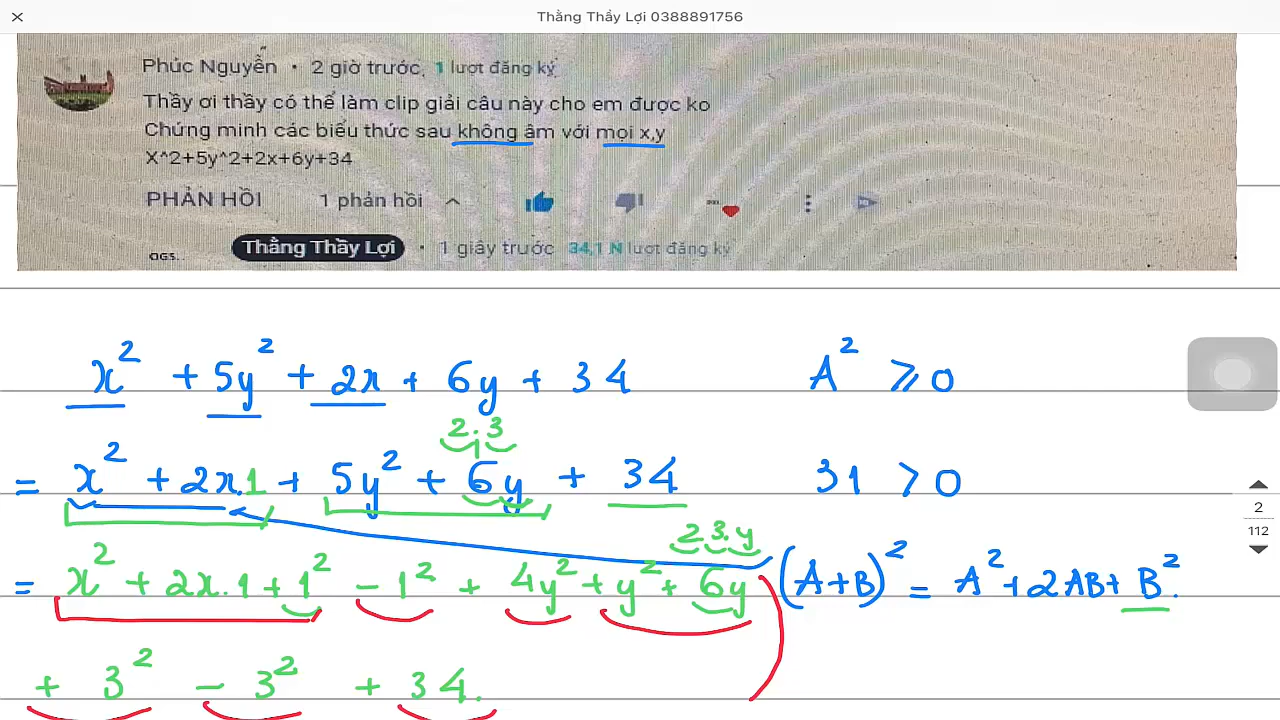 Thằng Thầy Lợi 0388891756
Phúc Nguyễn • 2 giờ trước, 1 lượt đăng ký
Thầy ơi thầy có thể làm clip giải câu này cho em được ko
Chứng minh các biểu thức sau không âm với mọi x,y
X^2+5y^2+2x+6y+34
PHẢN HỒI 1 phản hồi
Thằng Thầy Lợi • 1 giây trước 34,1 N lượt đăng ký
x² + 5y² + 2x + 6y + 34 A² ⩾ 0
2.3
= x² + 2x.1 + 5y² + 6y + 34 31 > 0
2.3.y
= x² + 2x.1 + 1² - 1² + 4y² + y² + 6y (A+B)² = A² + 2AB + B².
+ 3² - 3² + 34.
2
112